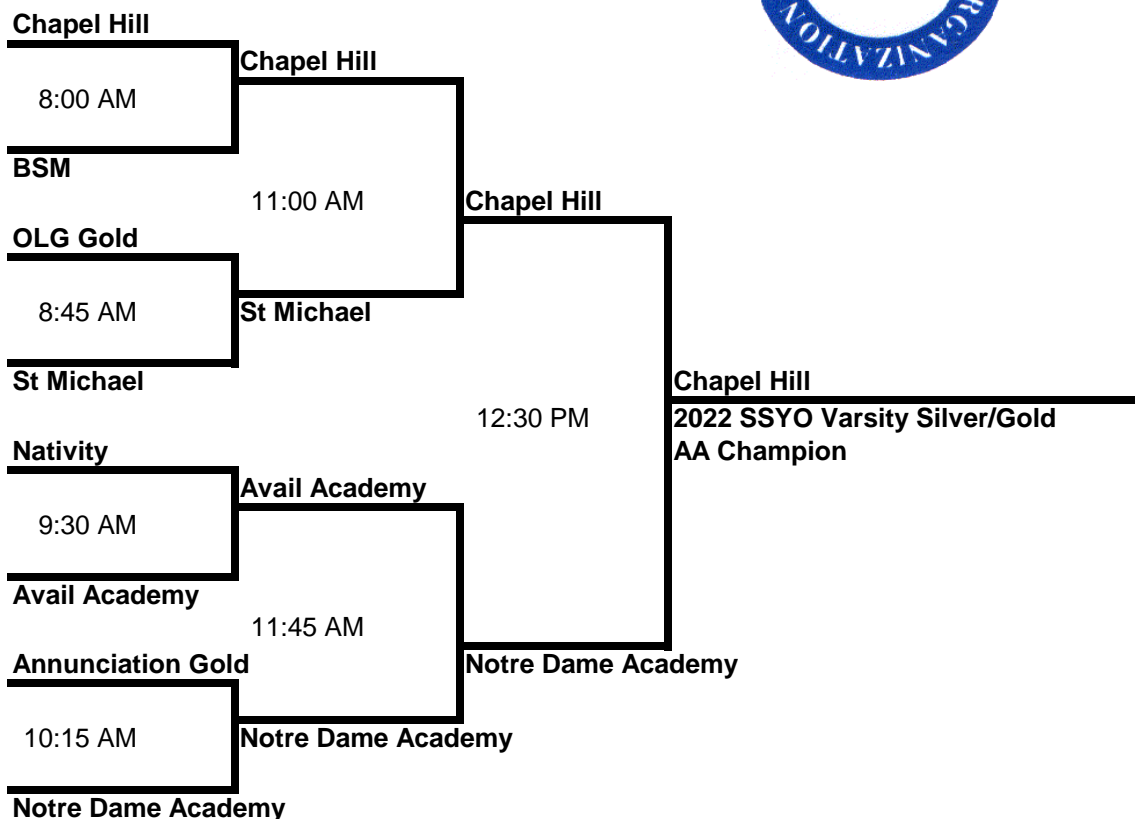 RGANIZATION
Chapel Hill
Chapel Hill
8:00 AM
BSM
11:00 AM
Chapel Hill
OLG Gold
8:45 AM
St Michael
St Michael
Chapel Hill
12:30 PM
2022 SSYO Varsity Silver/Gold
AA Champion
Nativity
Avail Academy
9:30 AM
Avail Academy
11:45 AM
Annunciation Gold
Notre Dame Academy
10:15 AM
Notre Dame Academy
Notre Dame Academy